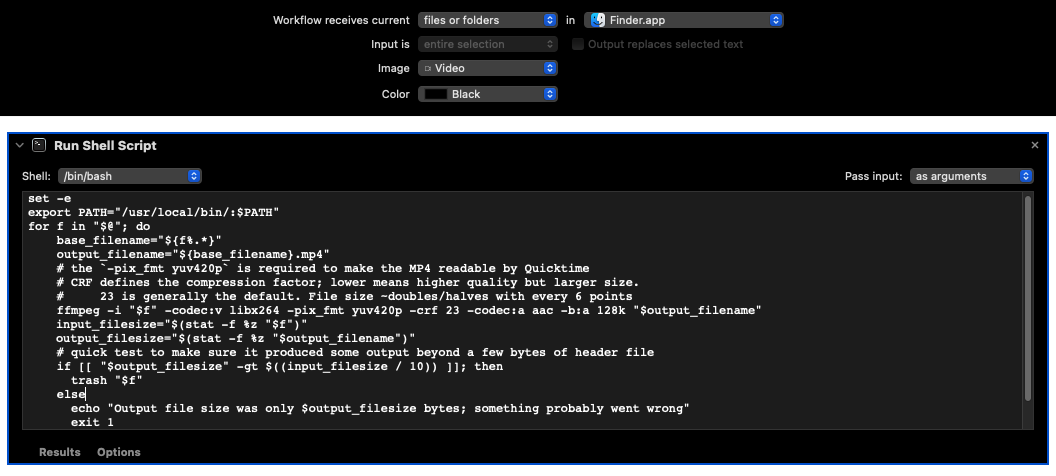 Workflow receives current files or folders in Finder.app
Input is entire selection Output replaces selected text
Image Video
Color Black
Run Shell Script
Shell: /bin/bash Pass input: as arguments
set -e
export PATH="/usr/local/bin/:$PATH"
for f in "$@"; do
    base_filename="${f%.*}"
    output_filename="${base_filename}.mp4"
    # the `-pix_fmt yuv420p` is required to make the MP4 readable by Quicktime
    # CRF defines the compression factor; lower means higher quality but larger size.
    #     23 is generally the default. File size ~doubles/halves with every 6 points
    ffmpeg -i "$f" -codec:v libx264 -pix_fmt yuv420p -crf 23 -codec:a aac -b:a 128k "$output_filename"
    input_filesize="$(stat -f %z "$f")"
    output_filesize="$(stat -f %z "$output_filename")"
    # quick test to make sure it produced some output beyond a few bytes of header file
    if [[ "$output_filesize" -gt $((input_filesize / 10)) ]]; then
      trash "$f"
    else
      echo "Output file size was only $output_filesize bytes; something probably went wrong"
      exit 1
Results Options